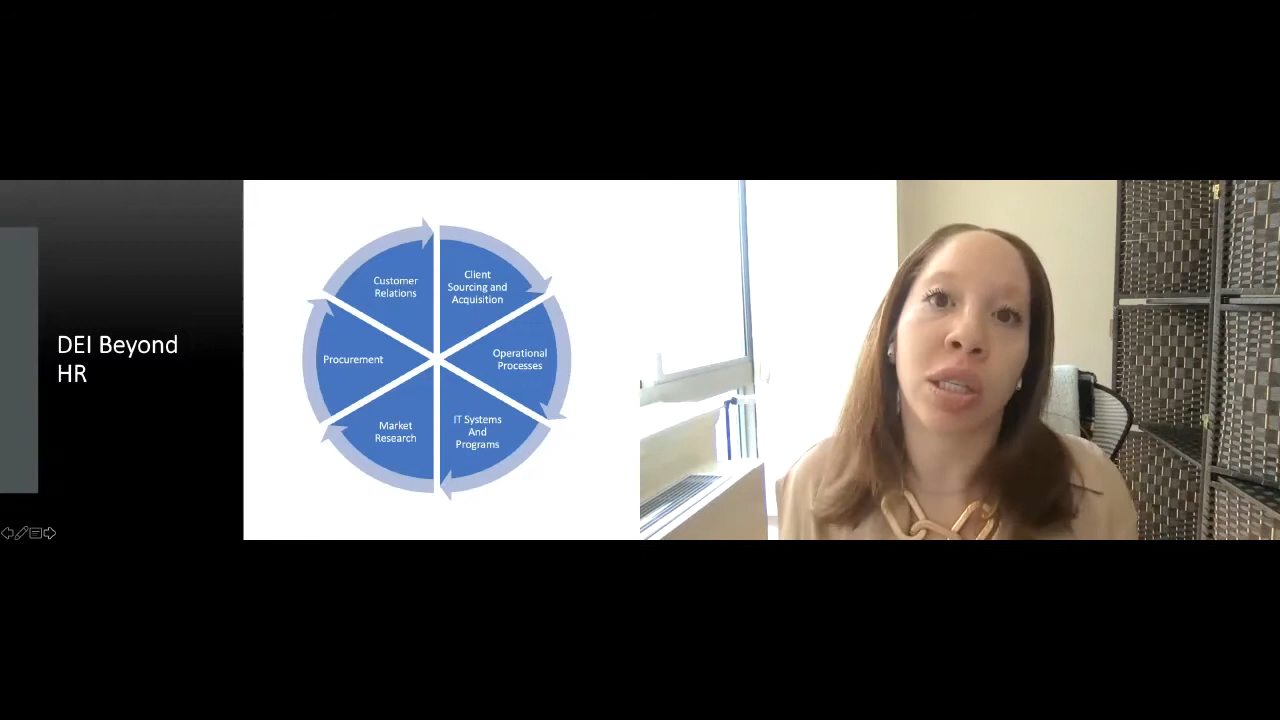 DEI Beyond
HR
Customer
Relations
Client
Sourcing and
Acquisition
Procurement
Operational
Processes
Market
Research
IT Systems
And
Programs